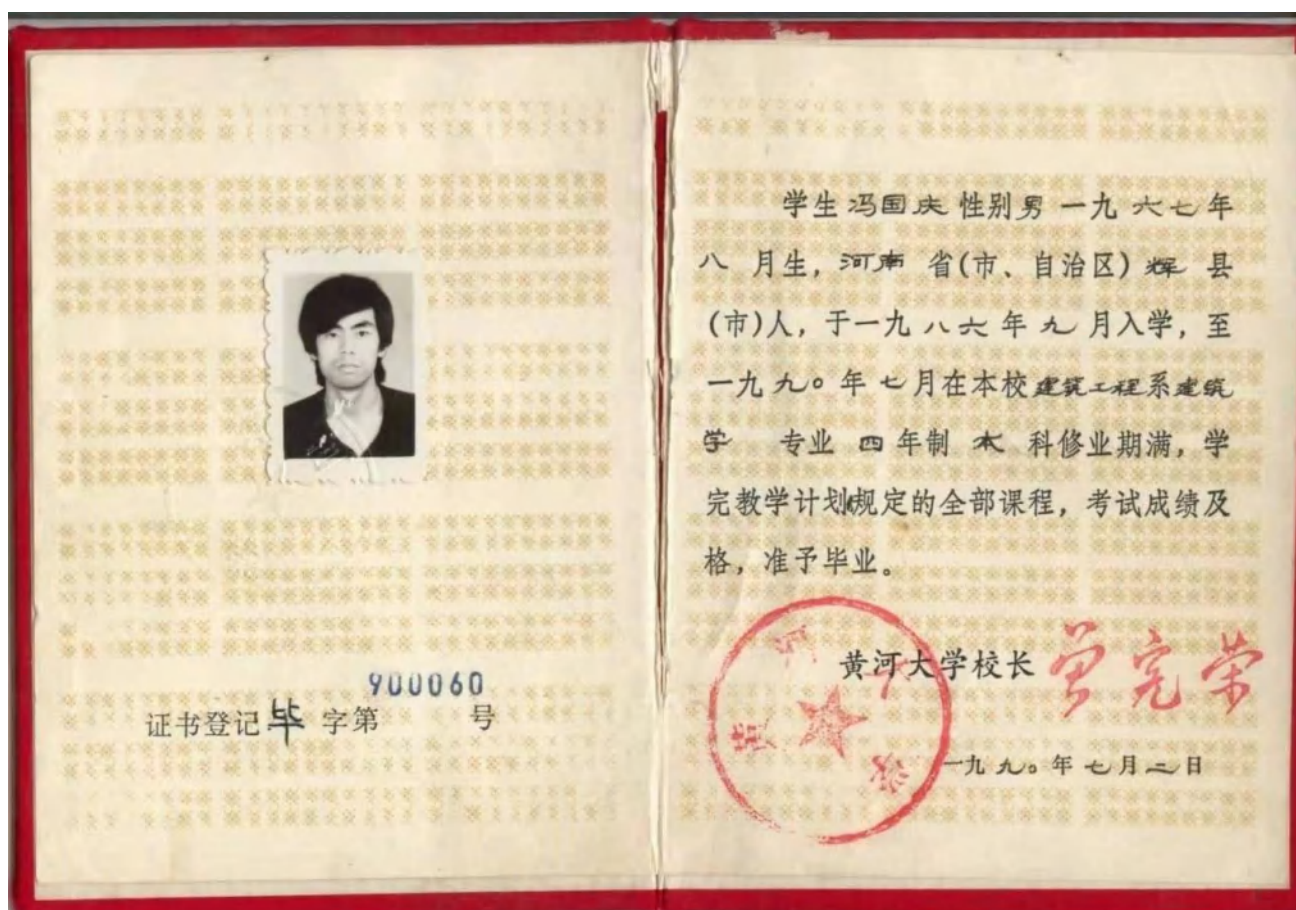 900060
证书登记毕字第 号
学生冯国庆性别男一九六七年
八月生，河南省(市、自治区)辉县
(市)人，于一九八六年九月入学，至
一九九〇年七月在本校建筑工程系建筑
学 专业 四年制 本 科修业期满，学
完教学计划规定的全部课程，考试成绩及
格，准予毕业。
黄河大学校长
黄河大学
一九九〇年七月二日